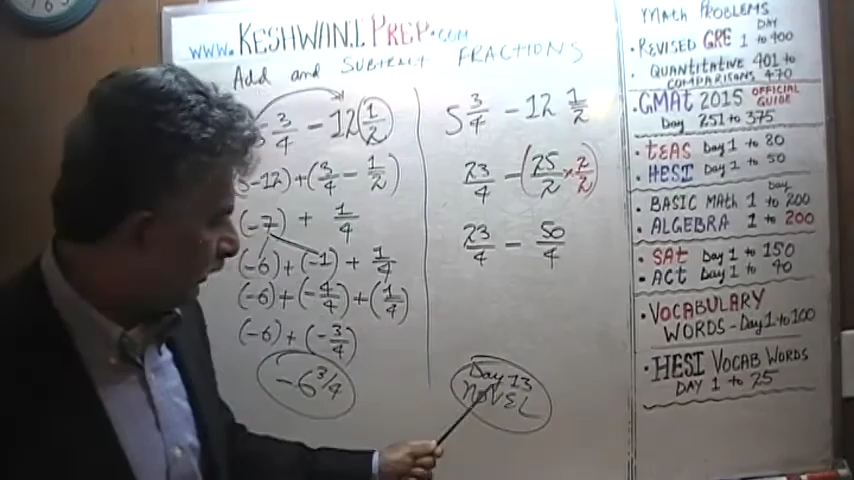 www.KESHWANI PREP.com
Add and SUBTRACT FRACTIONS
5 3/4 - 12 1/2
(5-12) + (3/4 - 1/2)
(-7) + 1/4
(-6) + (-1) + 1/4
(-6) + (-4/4) + (1/4)
(-6) + (-3/4)
-6 3/4
5 3/4 - 12 1/2
23/4 - (25/2 × 2/2)
23/4 - 50/4
Day 13
NOVEL
MATH PROBLEMS
DAY
• REVISED GRE 1 to 400
• QUANTITATIVE 401 to
COMPARISONS 470
• GMAT 2015 OFFICIAL GUIDE
Day 251 to 375
• TEAS Day 1 to 80
• HESI Day 1 to 50
Day
• BASIC MATH 1 to 200
• ALGEBRA 1 to 200
• SAT Day 1 to 150
• ACT Day 1 to 40
• VOCABULARY
WORDS - Day 1 to 100
• HESI VOCAB WORDS
DAY 1 to 25